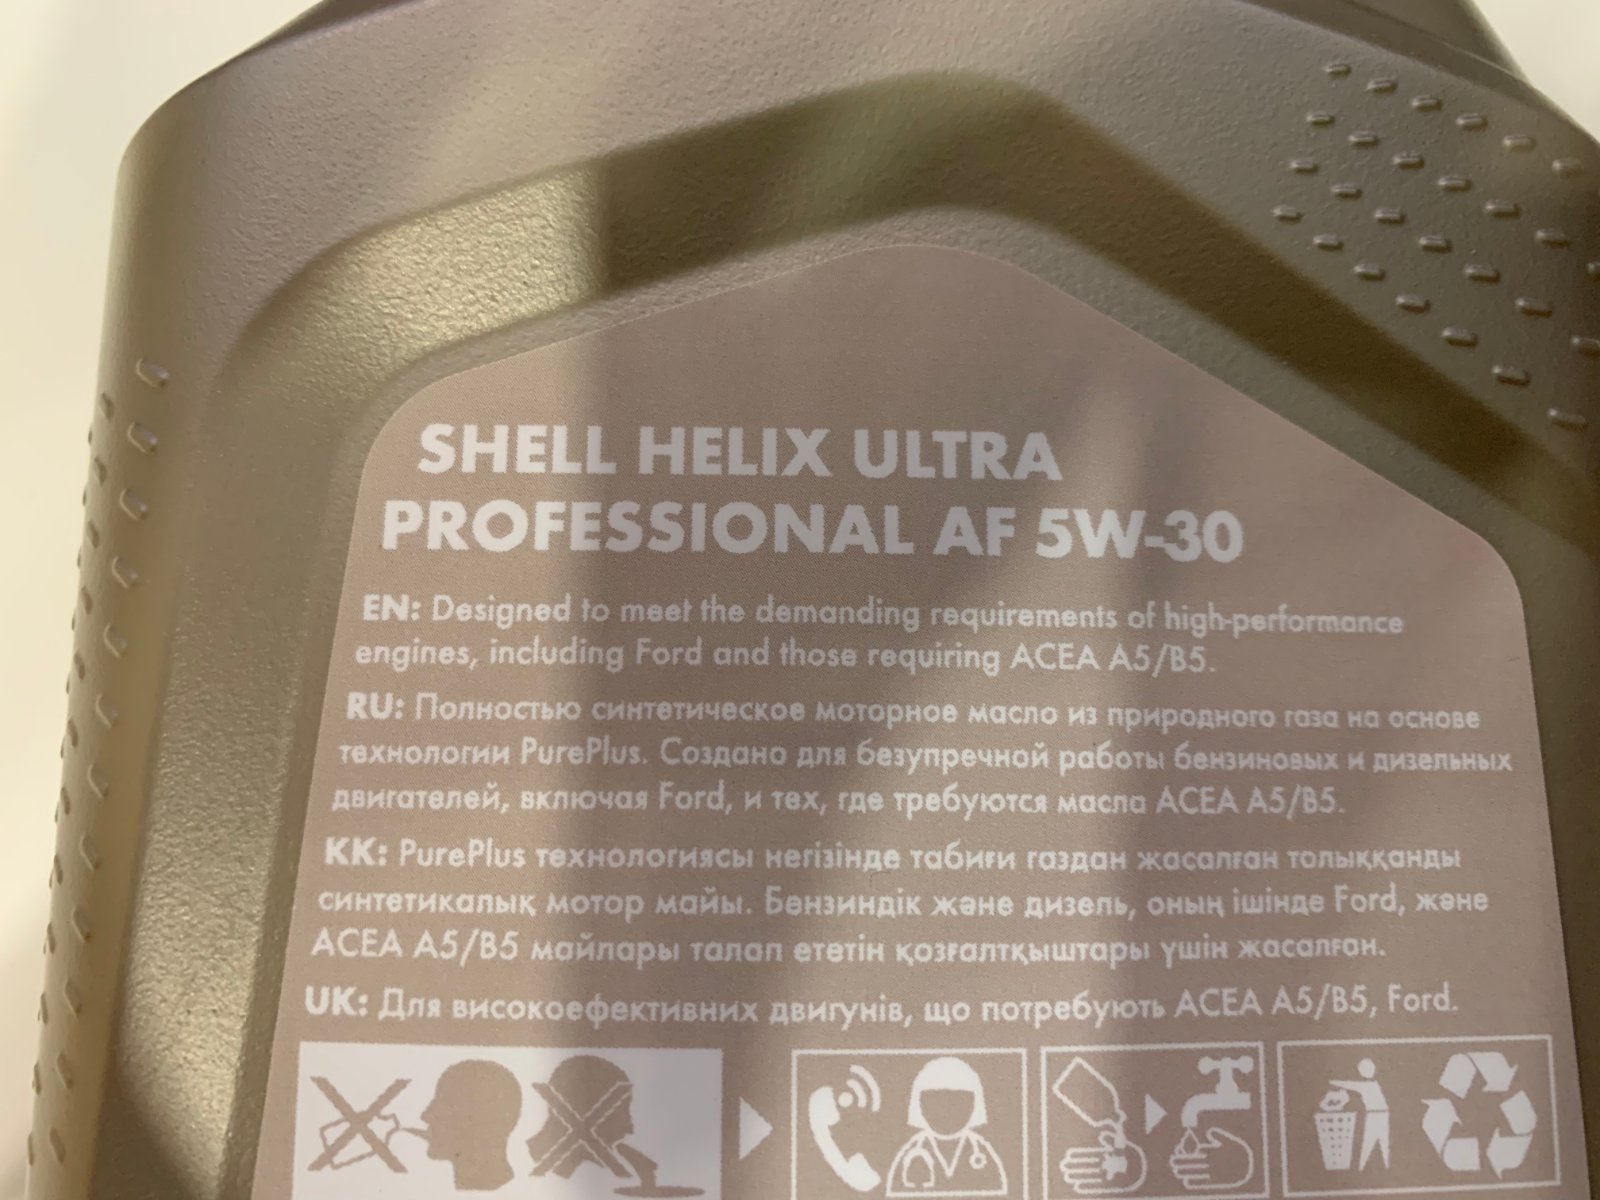 SHELL HELIX ULTRA
PROFESSIONAL AF 5W-30
EN: Designed to meet the demanding requirements of high-performance
engines, including Ford and those requiring ACEA A5/B5.
RU: Полностью синтетическое моторное масло из природного газа на основе
технологии PurePlus. Создано для безупречной работы бензиновых и дизельных
двигателей, включая Ford, и тех, где требуются масла ACEA A5/B5.
KK: PurePlus технологиясы негізінде табиғи газдан жасалған толыққанды
синтетикалық мотор майы. Бензиндік және дизель, оның ішінде Ford, және
ACEA A5/B5 майлары талап ететін қозғалтқыштары үшін жасалған.
UK: Для високоефективних двигунів, що потребують ACEA A5/B5, Ford.